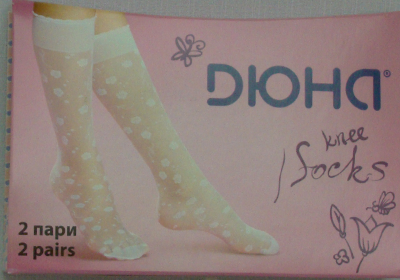 ДЮНА®
knee
socks
2 пари
2 pairs